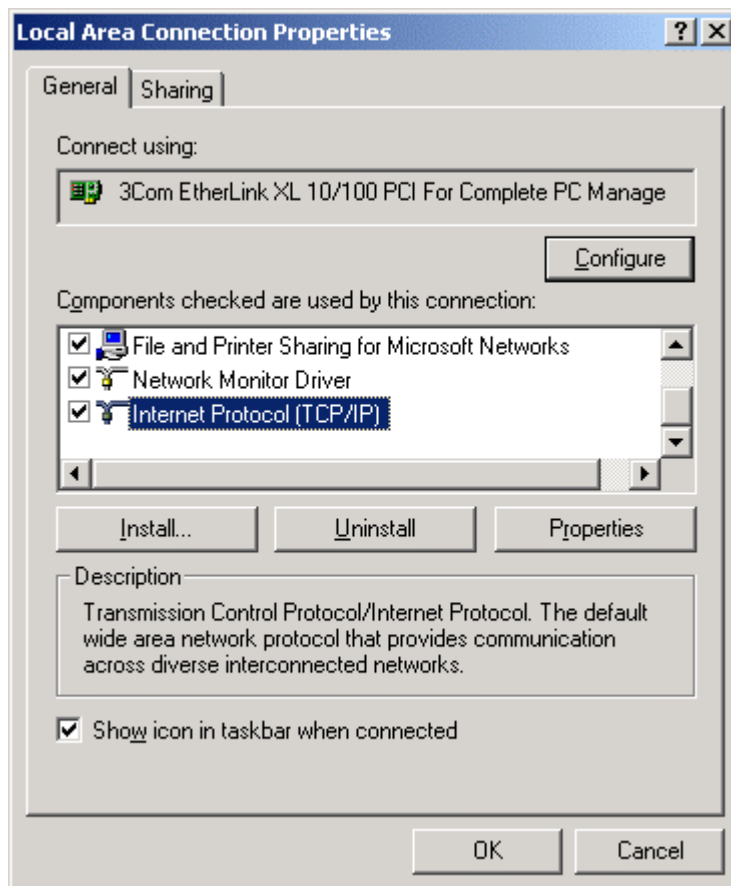 Local Area Connection Properties
General
Sharing
Connect using:
3Com EtherLink XL 10/100 PCI For Complete PC Manage
Configure
Components checked are used by this connection:
File and Printer Sharing for Microsoft Networks
Network Monitor Driver
Internet Protocol (TCP/IP)
Install...
Uninstall
Properties
Description
Transmission Control Protocol/Internet Protocol. The default
wide area network protocol that provides communication
across diverse interconnected networks.
Show icon in taskbar when connected
OK
Cancel